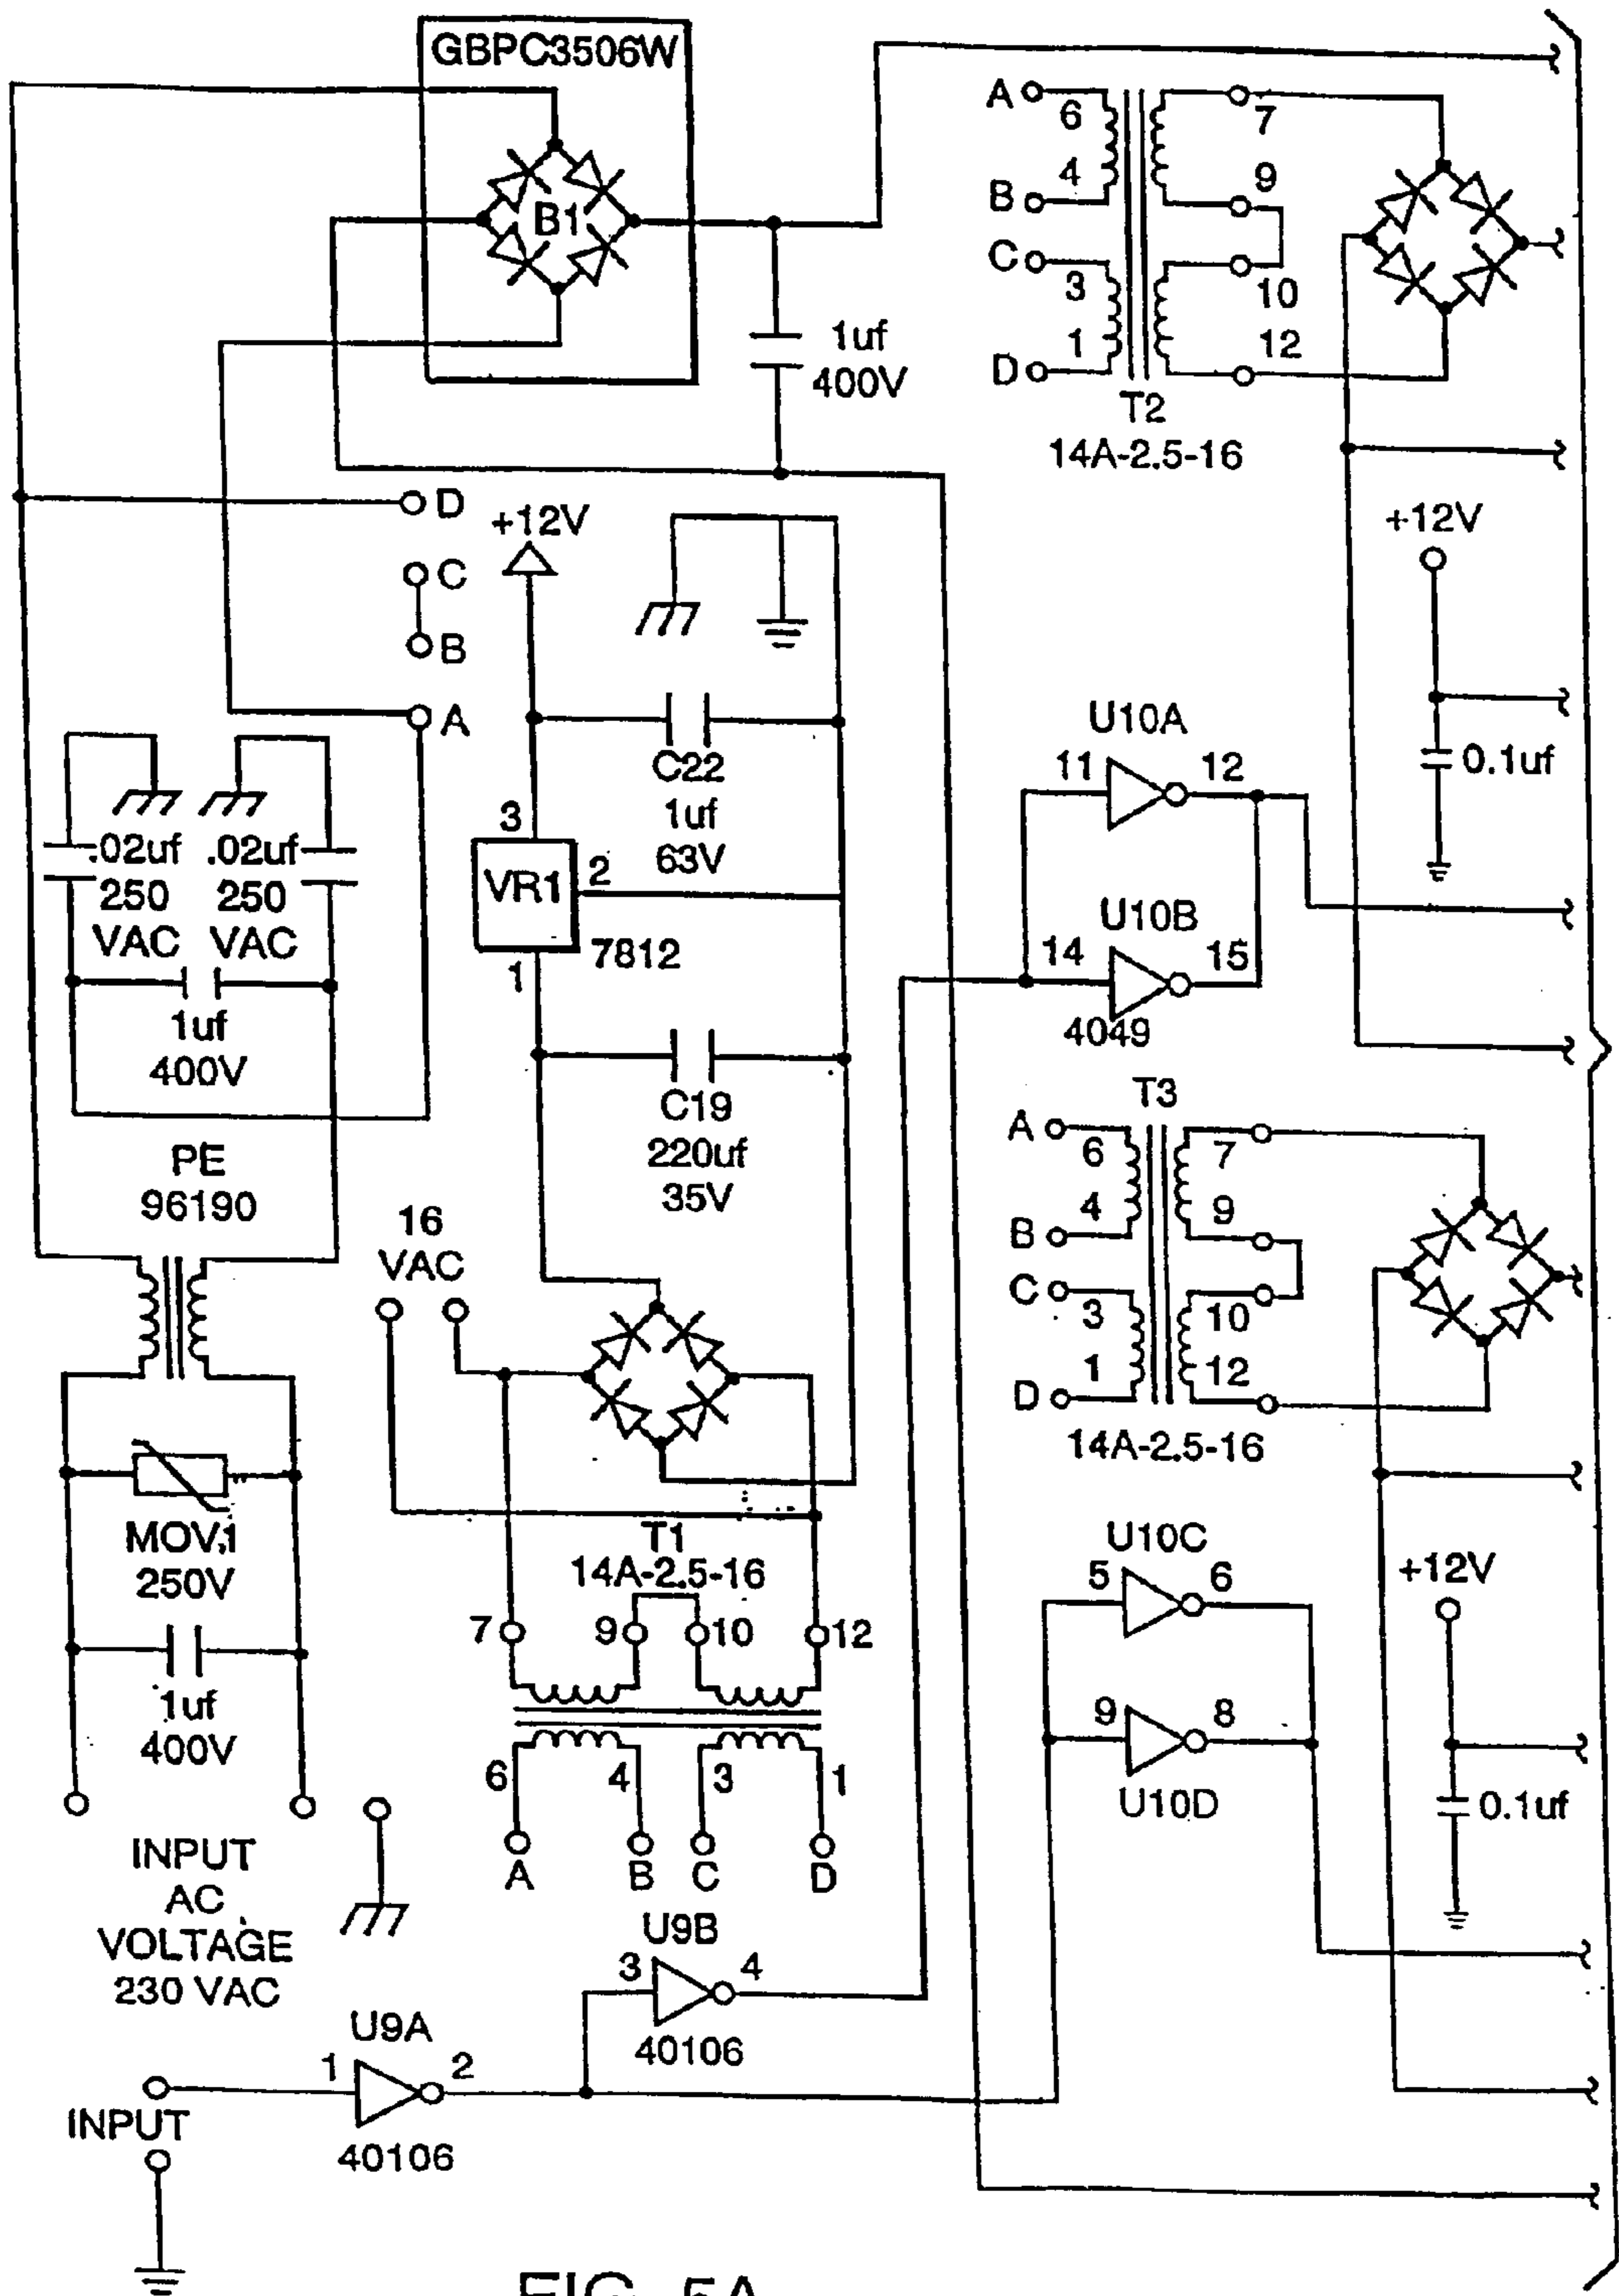 GBPC3506W
B1
1uf
400V
A
6
4
B
C
3
1
D
7
9
10
12
T2
14A-2.5-16
D
C
B
A
+12V
C22
1uf
63V
3
VR1
2
7812
1
.02uf
250
VAC
.02uf
250
VAC
1uf
400V
C19
220uf
35V
PE
96190
16
VAC
MOV1
250V
1uf
400V
INPUT
AC
VOLTAGE
230 VAC
T1
14A-2.5-16
7
9
10
12
6
4
3
1
A
B
C
D
+12V
0.1uf
U10A
11
12
U10B
14
15
4049
T3
A
6
4
B
C
3
1
D
7
9
10
12
14A-2.5-16
U10C
5
6
9
8
U10D
+12V
0.1uf
U9B
3
4
40106
U9A
1
2
40106
INPUT
FIG. 5A